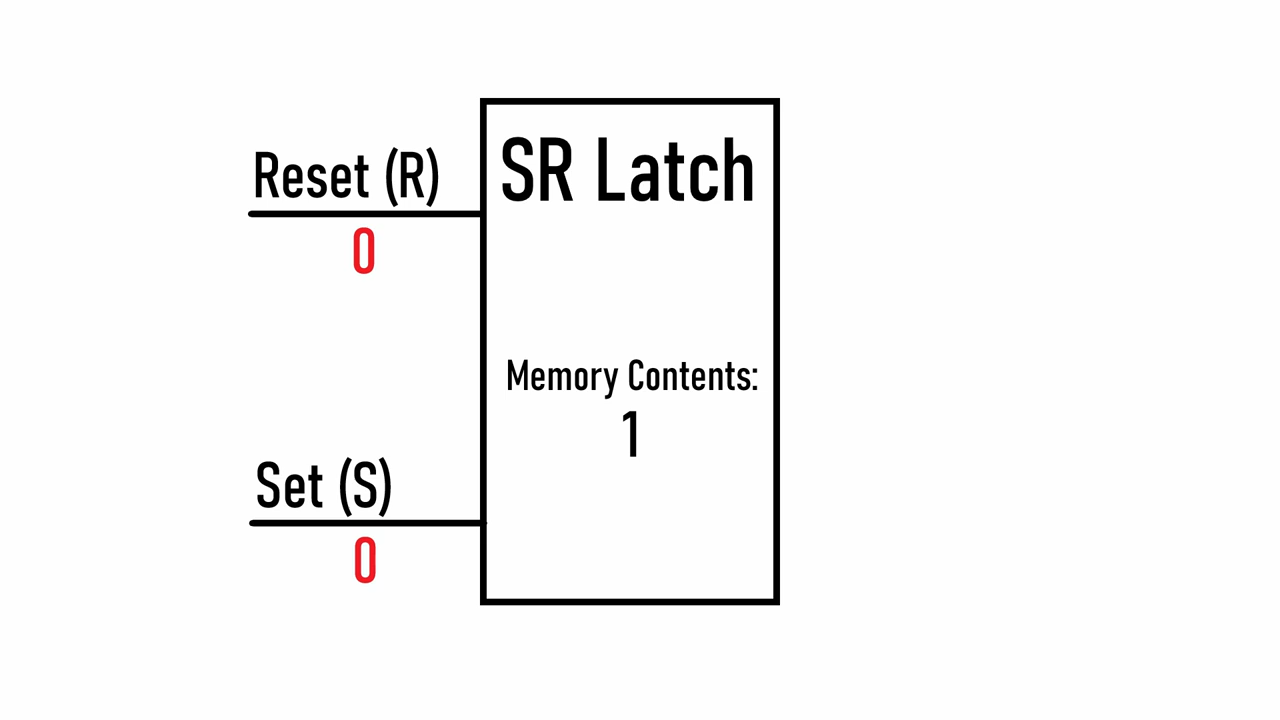 SR Latch
Reset (R)
0
Memory Contents:
1
Set (S)
0